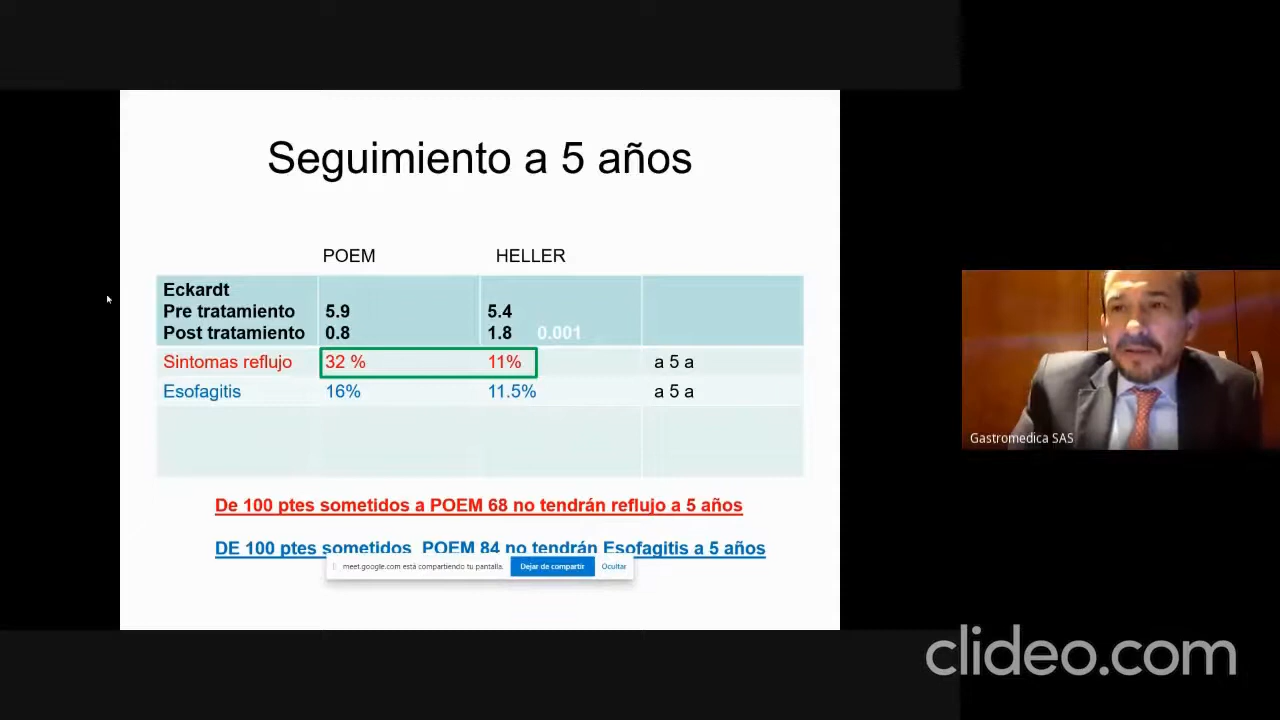 Seguimiento a 5 años
POEM HELLER
Eckardt
Pre tratamiento 5.9 5.4
Post tratamiento 0.8 1.8 0.001
Sintomas reflujo 32 % 11% a 5 a
Esofagitis 16% 11.5% a 5 a
De 100 ptes sometidos a POEM 68 no tendrán reflujo a 5 años
DE 100 ptes sometidos POEM 84 no tendrán Esofagitis a 5 años
meet.google.com está compartiendo tu pantalla. Dejar de compartir Ocultar
Gastromedica SAS
clideo.com